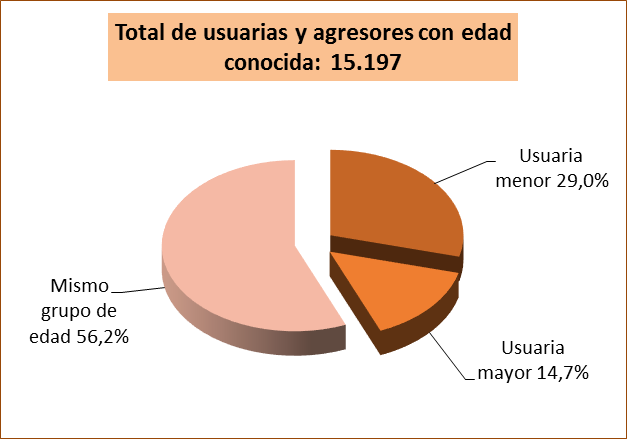 Total de usuarias y agresores con edad
conocida: 15.197
Usuaria
menor 29,0%
Mismo
grupo de
edad 56,2%
Usuaria
mayor 14,7%